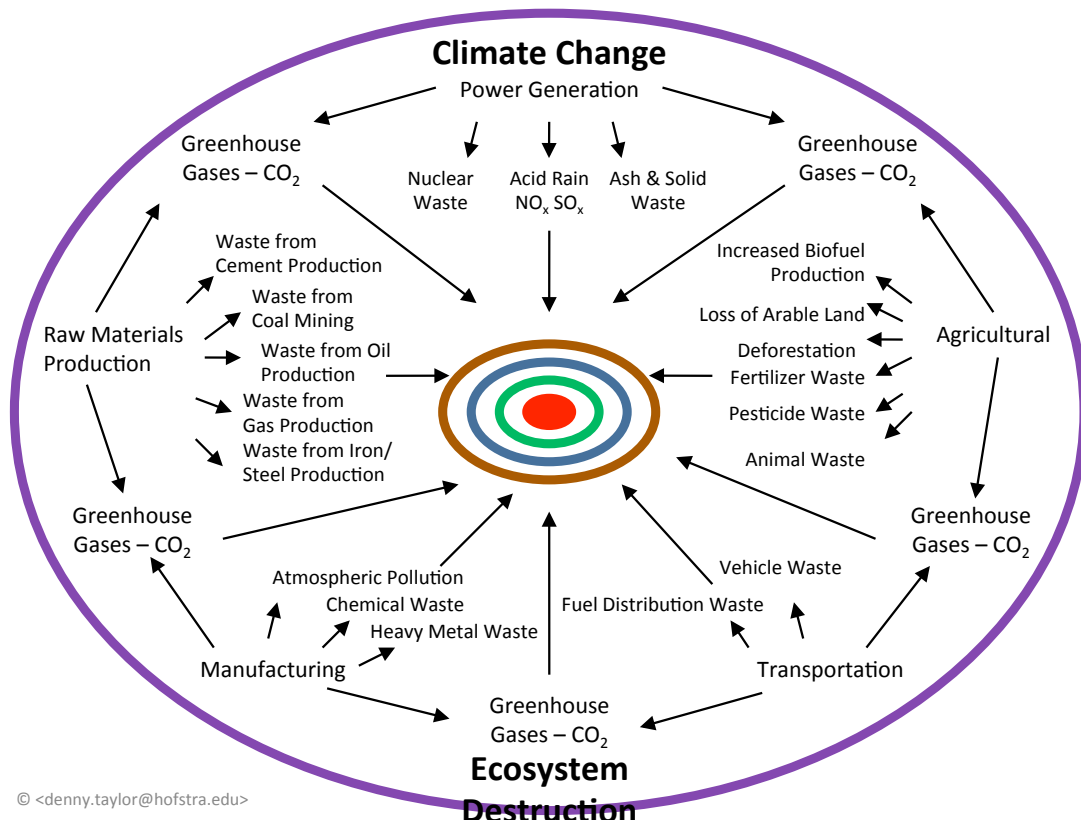 Climate Change
Power Generation
Greenhouse
Gases – CO₂
Greenhouse
Gases – CO₂
Nuclear
Waste
Acid Rain
NOₓ SOₓ
Ash & Solid
Waste
Waste from
Cement Production
Waste from
Coal Mining
Raw Materials
Production
Waste from Oil
Production
Waste from
Gas Production
Waste from Iron/
Steel Production
Increased Biofuel
Production
Loss of Arable Land
Agricultural
Deforestation
Fertilizer Waste
Pesticide Waste
Animal Waste
Greenhouse
Gases – CO₂
Greenhouse
Gases – CO₂
Atmospheric Pollution
Chemical Waste
Heavy Metal Waste
Manufacturing
Vehicle Waste
Fuel Distribution Waste
Transportation
Greenhouse
Gases – CO₂
Ecosystem
Destruction
© <denny.taylor@hofstra.edu>